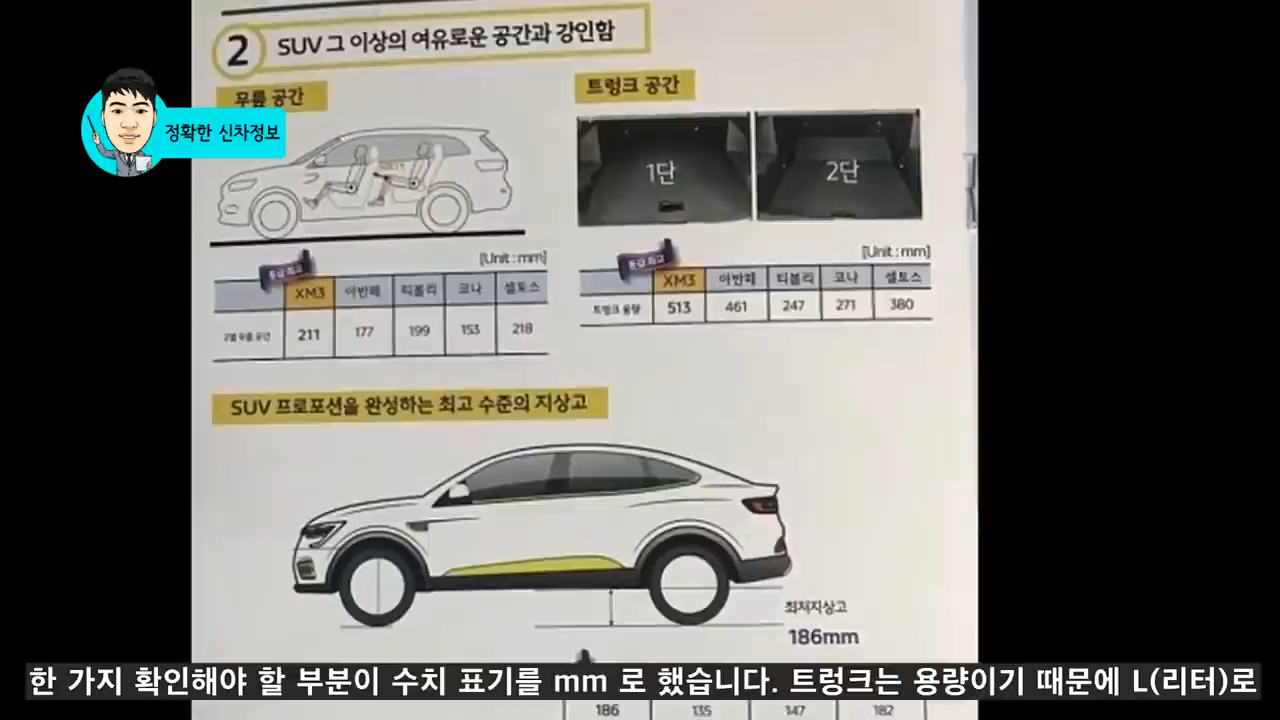 2 SUV 그 이상의 여유로운 공간과 강인함
무릎 공간
트렁크 공간
정확한 신차정보
1단
2단
[Unit : mm]
[Unit : mm]
동급 최고
XM3 아반떼 티볼리 코나 셀토스
2열 무릎 공간 211 177 199 153 218
동급 최고
XM3 아반떼 티볼리 코나 셀토스
트렁크 용량 513 461 247 271 380
SUV 프로포션을 완성하는 최고 수준의 지상고
최저지상고
186mm
한 가지 확인해야 할 부분이 수치 표기를 mm 로 했습니다. 트렁크는 용량이기 때문에 L(리터)로
186 135 147 182